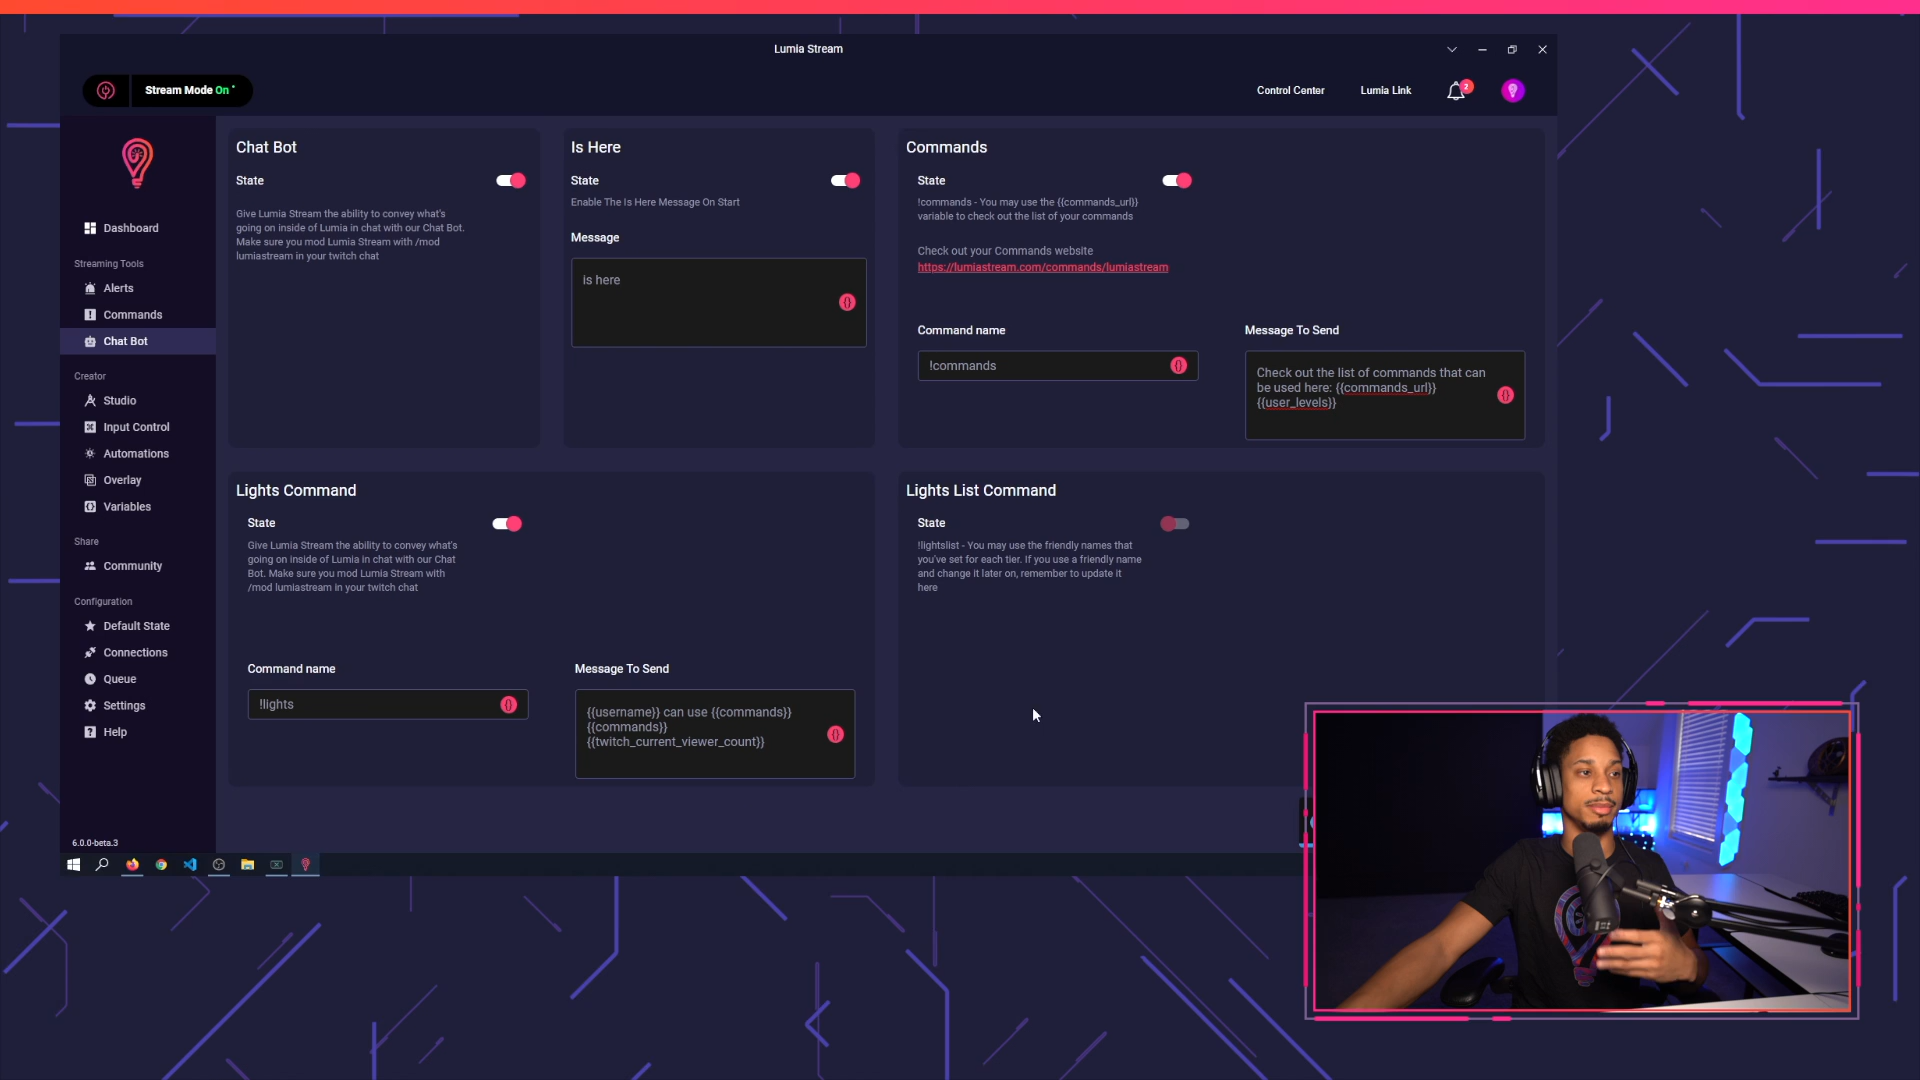 Lumia Stream
Stream Mode On
Control Center
Lumia Link
2
Dashboard
Streaming Tools
Alerts
Commands
Chat Bot
Creator
Studio
Input Control
Automations
Overlay
Variables
Share
Community
Configuration
Default State
Connections
Queue
Settings
Help
6.0.0-beta.3
Chat Bot
State
Give Lumia Stream the ability to convey what's
going on inside of Lumia in chat with our Chat Bot.
Make sure you mod Lumia Stream with /mod
lumiastream in your twitch chat
Is Here
State
Enable The Is Here Message On Start
Message
is here
{}
Commands
State
!commands - You may use the {{commands_url}}
variable to check out the list of your commands
Check out your Commands website
https://lumiastream.com/commands/lumiastream
Command name
!commands
{}
Message To Send
Check out the list of commands that can
be used here: {{commands_url}}
{{user_levels}}
{}
Lights Command
State
Give Lumia Stream the ability to convey what's
going on inside of Lumia in chat with our Chat
Bot. Make sure you mod Lumia Stream with
/mod lumiastream in your twitch chat
Command name
!lights
{}
Message To Send
{{username}} can use {{commands}}
{{commands}}
{{twitch_current_viewer_count}}
{}
Lights List Command
State
!lightslist - You may use the friendly names that
you've set for each tier. If you use a friendly name
and change it later on, remember to update it
here